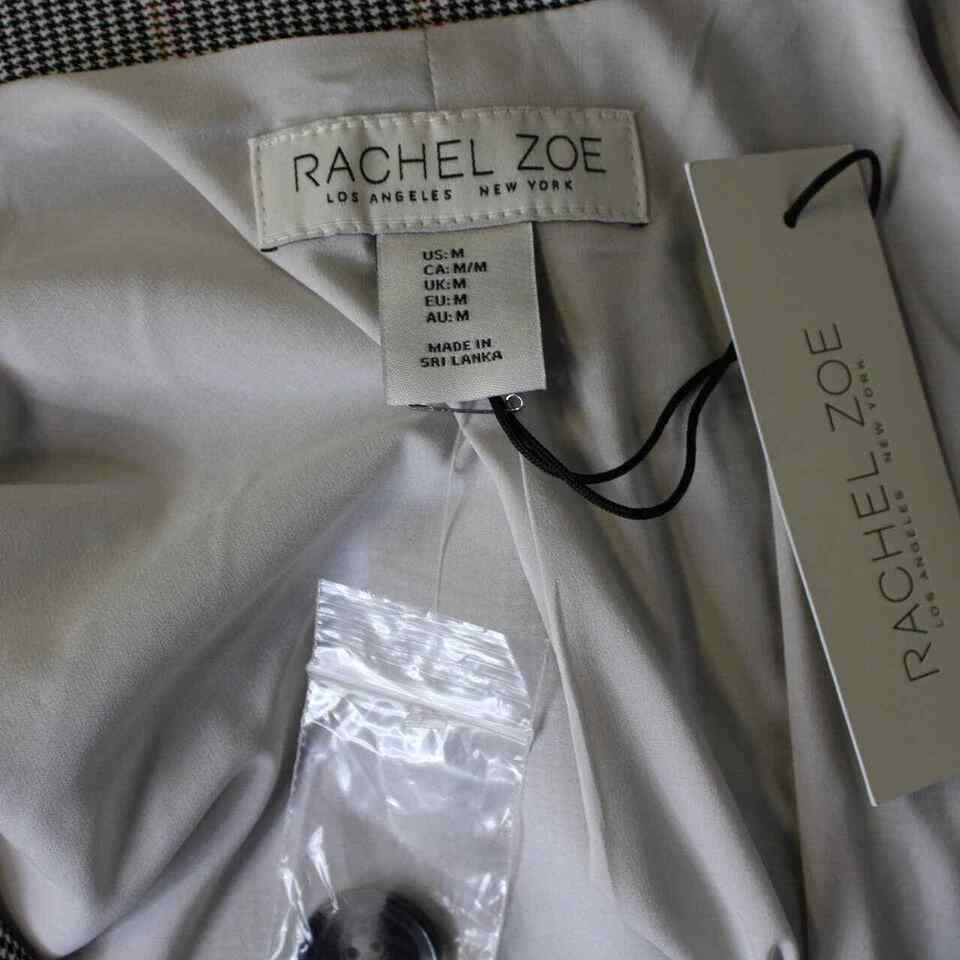 RACHEL ZOE
LOS ANGELES NEW YORK
US: M
CA: M/M
UK: M
EU: M
AU: M
MADE IN
SRI LANKA
RACHEL ZOE
LOS ANGELES NEW YORK